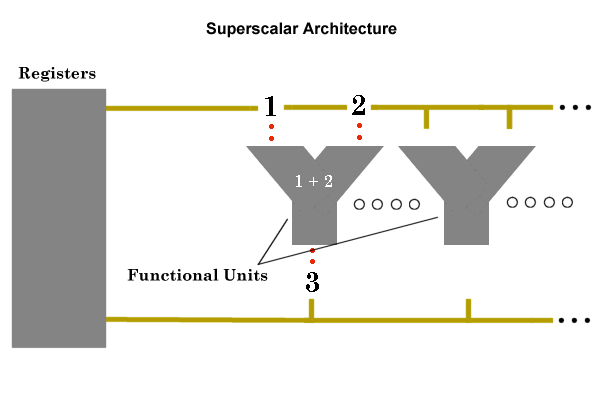 Superscalar Architecture
Registers
1 2
1 + 2
Functional Units
3